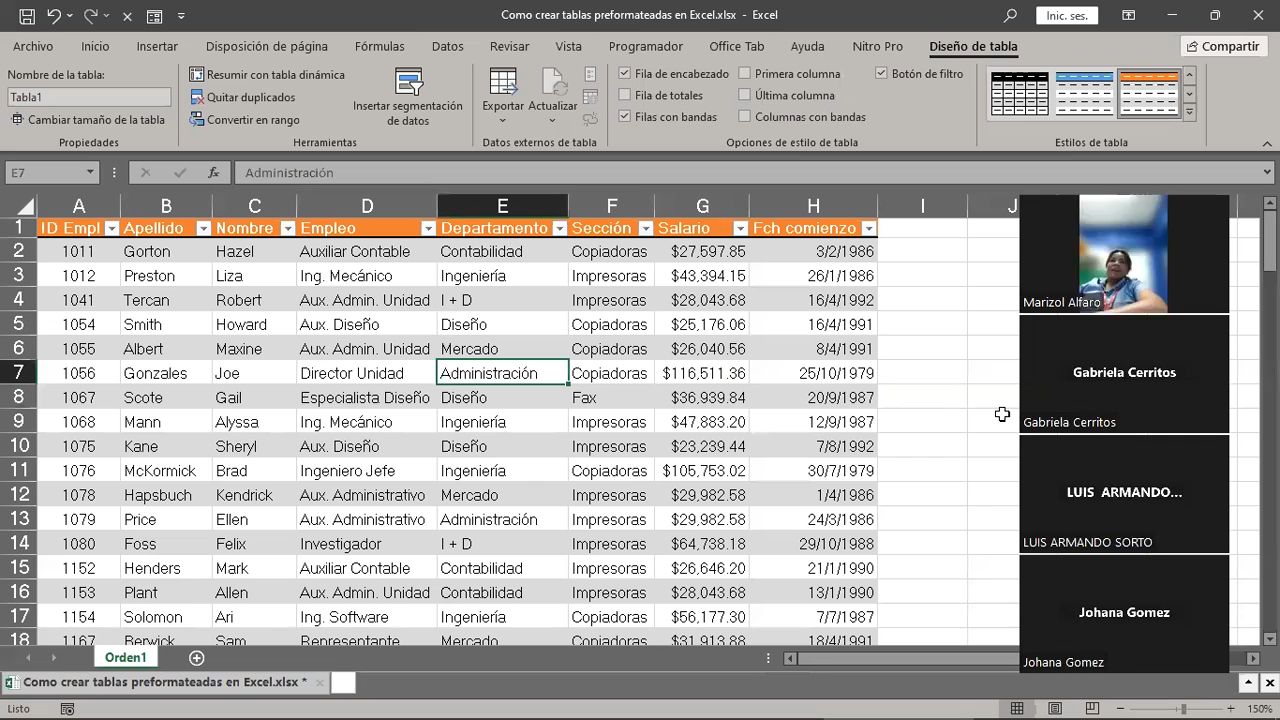 Como crear tablas preformateadas en Excel.xlsx - Excel
Inic. ses.
Archivo Inicio Insertar Disposición de página Fórmulas Datos Revisar Vista Programador Office Tab Ayuda Nitro Pro Diseño de tabla Compartir
Nombre de la tabla:
Tabla1
Cambiar tamaño de la tabla
Propiedades
Resumir con tabla dinámica
Quitar duplicados
Convertir en rango
Insertar segmentación
de datos
Herramientas
Exportar Actualizar
Datos externos de tabla
Fila de encabezado Primera columna Botón de filtro
Fila de totales Última columna
Filas con bandas Columnas con bandas
Opciones de estilo de tabla
Estilos de tabla
E7 fx Administración
A B C D E F G H I J
1 ID Empl Apellido Nombre Empleo Departamento Sección Salario Fch comienzo
2 1011 Gorton Hazel Auxiliar Contable Contabilidad Copiadoras $27,597.85 3/2/1986
3 1012 Preston Liza Ing. Mecánico Ingeniería Impresoras $43,394.15 26/1/1986
4 1041 Tercan Robert Aux. Admin. Unidad I + D Impresoras $28,043.68 16/4/1992
5 1054 Smith Howard Aux. Diseño Diseño Copiadoras $25,176.06 16/4/1991
6 1055 Albert Maxine Aux. Admin. Unidad Mercado Copiadoras $26,040.56 8/4/1991
7 1056 Gonzales Joe Director Unidad Administración Copiadoras $116,511.36 25/10/1979
8 1067 Scote Gail Especialista Diseño Diseño Fax $36,939.84 20/9/1987
9 1068 Mann Alyssa Ing. Mecánico Ingeniería Copiadoras $47,883.20 12/9/1987
10 1075 Kane Sheryl Aux. Diseño Diseño Copiadoras $23,239.44 7/8/1992
11 1076 McKormick Brad Ingeniero Jefe Ingeniería Copiadoras $105,753.02 30/7/1979
12 1078 Hapsbuch Kendrick Aux. Administrativo Mercado Impresoras $29,982.58 1/4/1986
13 1079 Price Ellen Aux. Administrativo Administración Impresoras $29,982.58 24/3/1986
14 1080 Foss Felix Investigador I + D Impresoras $64,738.18 29/10/1988
15 1152 Henders Mark Auxiliar Contable Contabilidad Impresoras $26,646.20 21/1/1990
16 1153 Plant Allen Aux. Admin. Unidad Contabilidad Impresoras $28,043.68 13/1/1990
17 1154 Solomon Ari Ing. Software Ingeniería Copiadoras $56,177.30 7/7/1987
18 1167 Berwick Sam Representante Mercado Copiadoras $31,913.88 18/4/1991
Marizol Alfaro
Gabriela Cerritos
Gabriela Cerritos
LUIS ARMANDO...
LUIS ARMANDO SORTO
Johana Gomez
Johana Gomez
Orden1
Como crear tablas preformateadas en Excel.xlsx *
Listo
150%